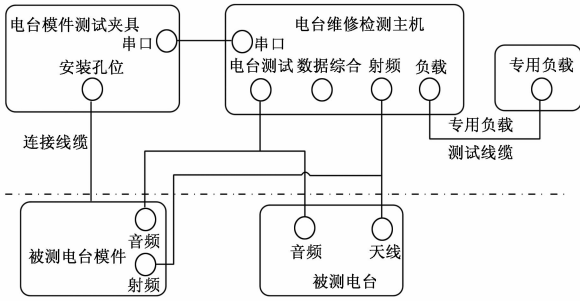 电台模件测试夹具
串口
安装孔位
电台维修检测主机
串口
电台测试 数据综合 射频 负载
专用负载
专用负载
测试线缆
连接线缆
音频
被测电台模件
射频
音频
天线
被测电台